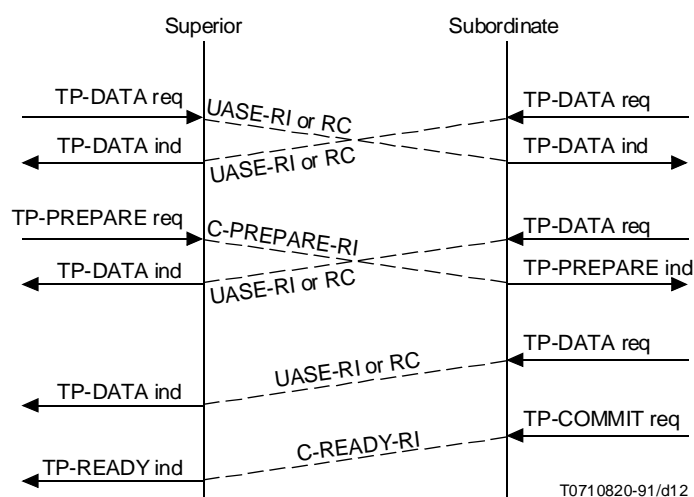 Superior Subordinate
TP-DATA req UASE-RI or RC TP-DATA req
TP-DATA ind UASE-RI or RC TP-DATA ind
TP-PREPARE req C-PREPARE-RI TP-DATA req
TP-DATA ind UASE-RI or RC TP-PREPARE ind
UASE-RI or RC TP-DATA req
TP-DATA ind
C-READY-RI TP-COMMIT req
TP-READY ind
T0710820-91/d12